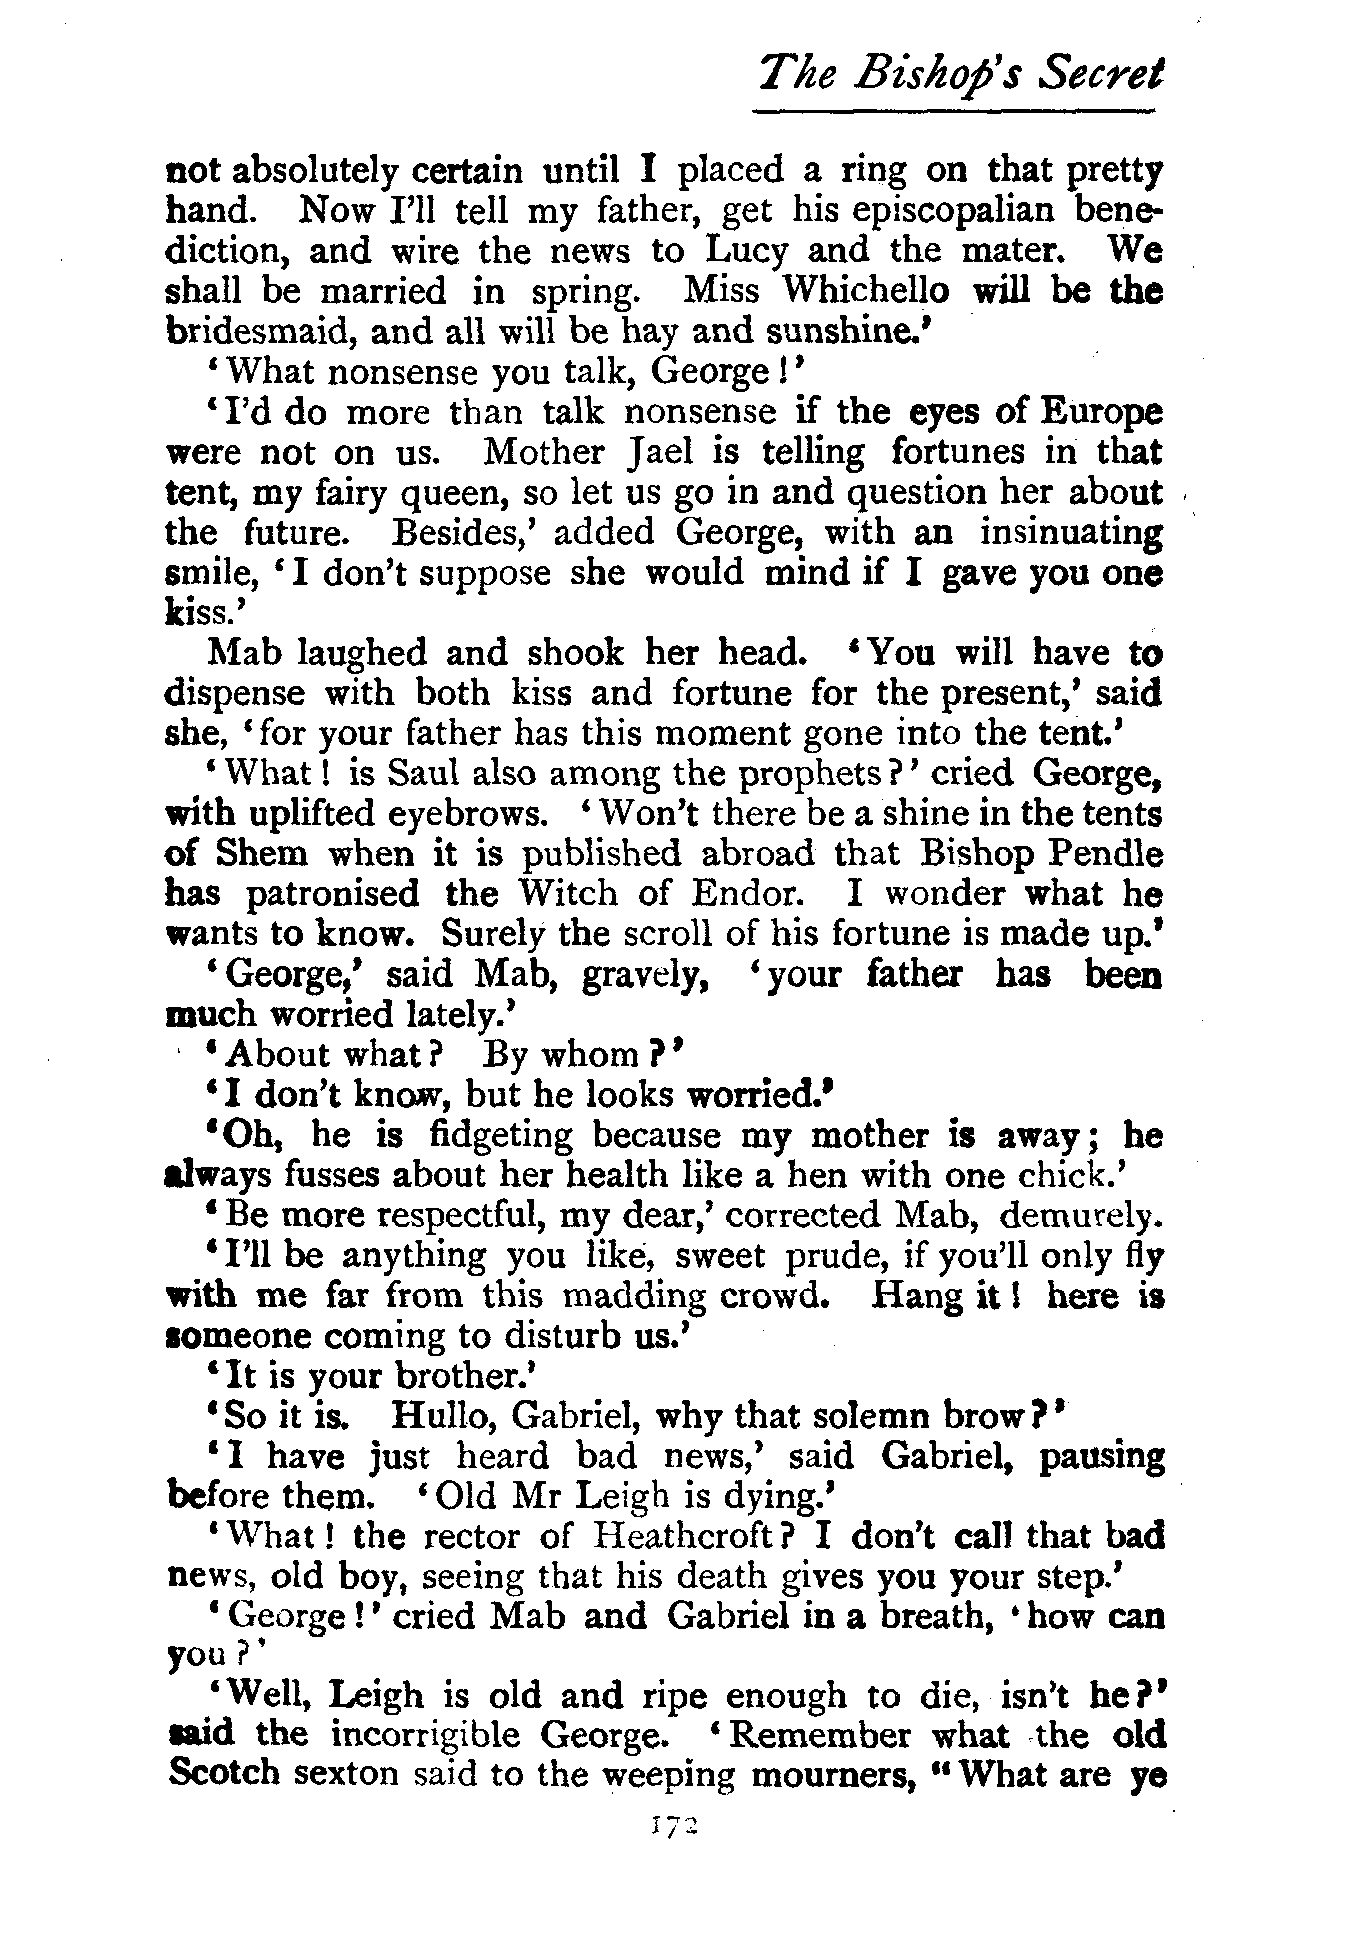 The Bishop's Secret
not absolutely certain until I placed a ring on that pretty
hand. Now I'll tell my father, get his episcopalian bene-
diction, and wire the news to Lucy and the mater. We
shall be married in spring. Miss Whichello will be the
bridesmaid, and all will be hay and sunshine.'
'What nonsense you talk, George!'
'I'd do more than talk nonsense if the eyes of Europe
were not on us. Mother Jael is telling fortunes in that
tent, my fairy queen, so let us go in and question her about
the future. Besides,' added George, with an insinuating
smile, 'I don't suppose she would mind if I gave you one
kiss.'
Mab laughed and shook her head. 'You will have to
dispense with both kiss and fortune for the present,' said
she, 'for your father has this moment gone into the tent.'
'What! is Saul also among the prophets?' cried George,
with uplifted eyebrows. 'Won't there be a shine in the tents
of Shem when it is published abroad that Bishop Pendle
has patronised the Witch of Endor. I wonder what he
wants to know. Surely the scroll of his fortune is made up.'
'George,' said Mab, gravely, 'your father has been
much worried lately.'
'About what? By whom?'
'I don't know, but he looks worried.'
'Oh, he is fidgeting because my mother is away; he
always fusses about her health like a hen with one chick.'
'Be more respectful, my dear,' corrected Mab, demurely.
'I'll be anything you like, sweet prude, if you'll only fly
with me far from this madding crowd. Hang it! here is
someone coming to disturb us.'
'It is your brother.'
'So it is. Hullo, Gabriel, why that solemn brow?'
'I have just heard bad news,' said Gabriel, pausing
before them. 'Old Mr Leigh is dying.'
'What! the rector of Heathcroft? I don't call that bad
news, old boy, seeing that his death gives you your step.'
'George!' cried Mab and Gabriel in a breath, 'how can
you?'
'Well, Leigh is old and ripe enough to die, isn't he?'
said the incorrigible George. 'Remember what the old
Scotch sexton said to the weeping mourners, "What are ye
172